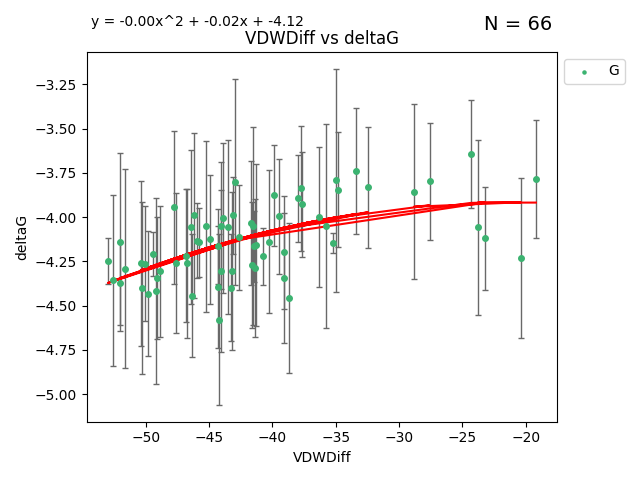 y = -0.00x^2 + -0.02x + -4.12
N = 66
VDWDiff vs deltaG
G
deltaG
−3.25
−3.50
−3.75
−4.00
−4.25
−4.50
−4.75
−5.00
−50
−45
−40
−35
−30
−25
−20
VDWDiff